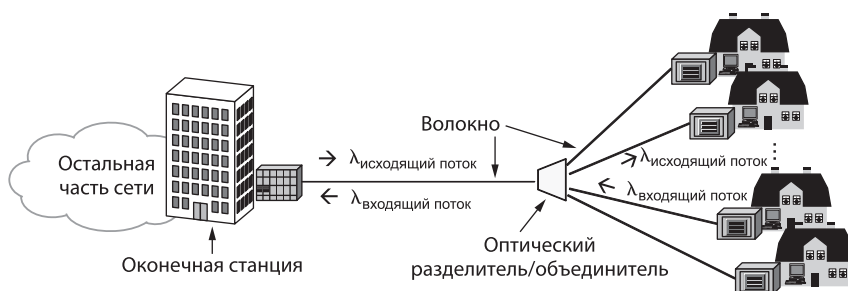 Остальная
часть сети
Оконечная станция
→ λисходящий поток
← λвходящий поток
Волокно
Оптический
разделитель/объединитель
→ λисходящий поток
← λвходящий поток